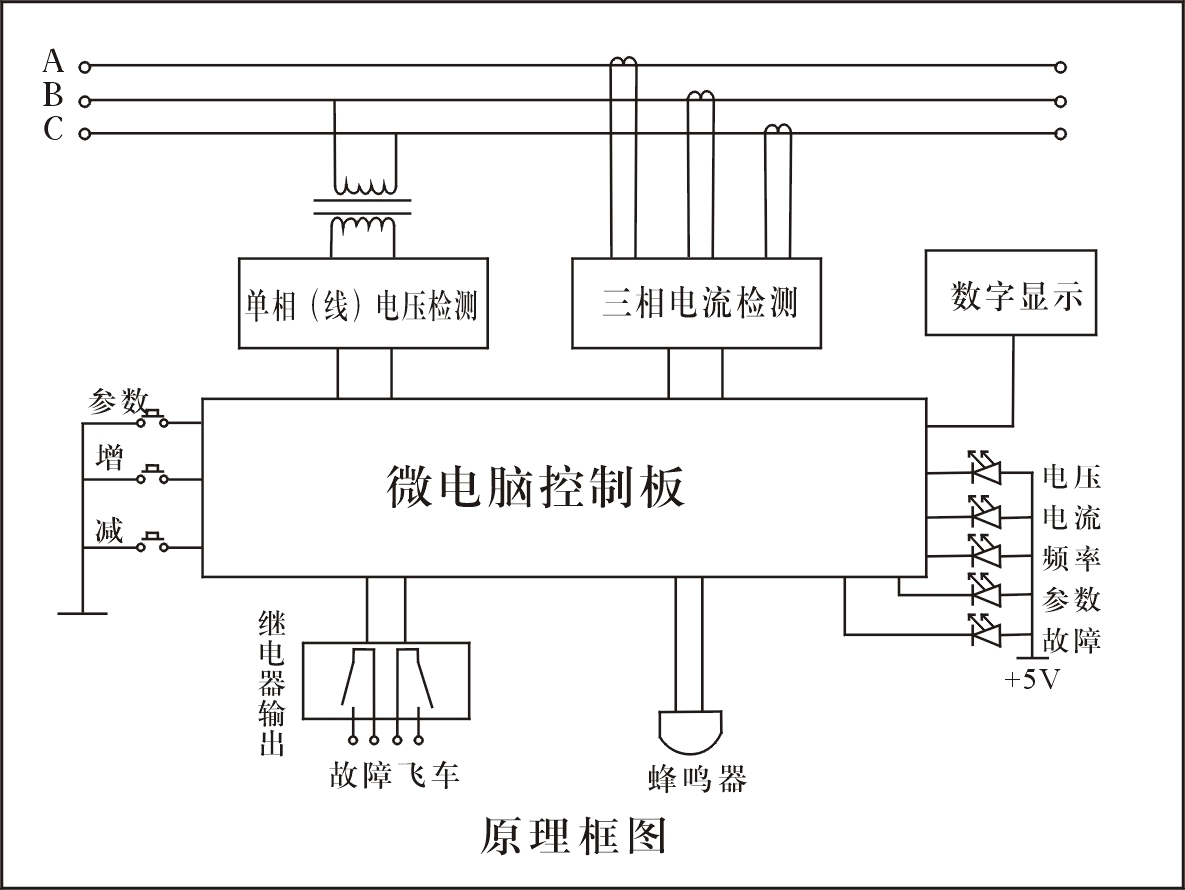 A
B
C
单相（线）电压检测
三相电流检测
数字显示
参数
增
减
微电脑控制板
电压
电流
频率
参数
故障
+5V
继电器输出
故障飞车
蜂鸣器
原理框图